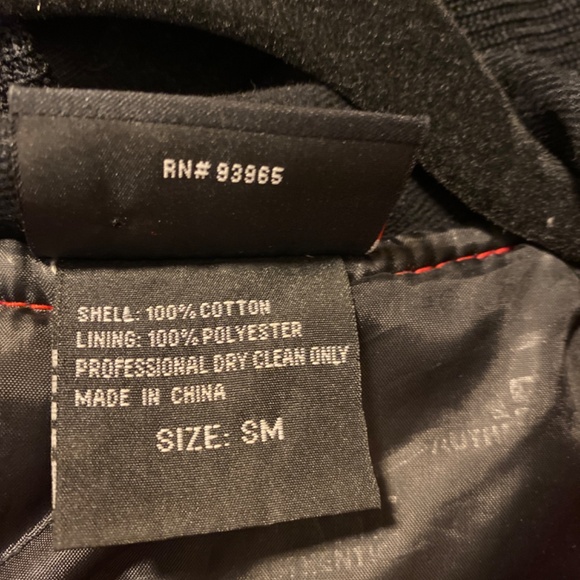 RN# 93965
SHELL: 100% COTTON
LINING: 100% POLYESTER
PROFESSIONAL DRY CLEAN ONLY
MADE IN CHINA
SIZE: SM